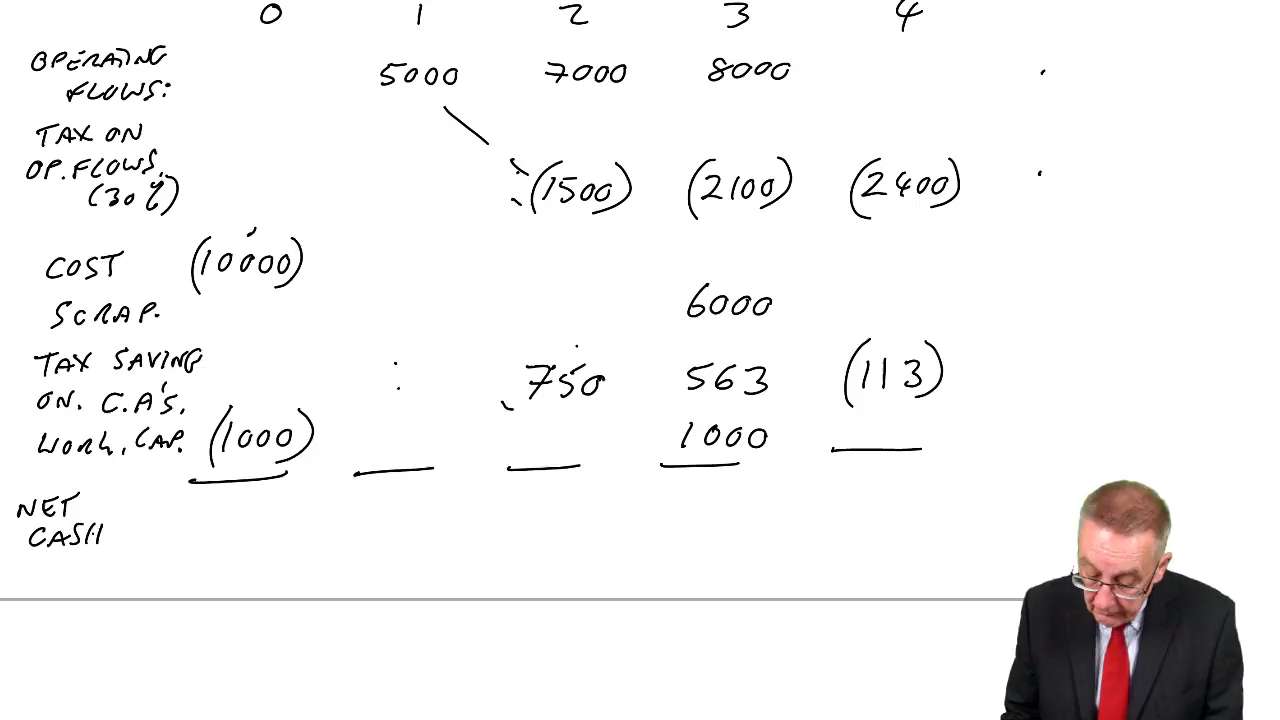 0 1 2 3 4
OPERATING
FLOWS: 5000 7000 8000
TAX ON
OP. FLOWS. (1500) (2100) (2400)
(30%)
COST (10000)
SCRAP. 6000
TAX SAVING
ON. C.A'S. 750 563 (113)
WORK. CAP. (1000) 1000
NET
CASH